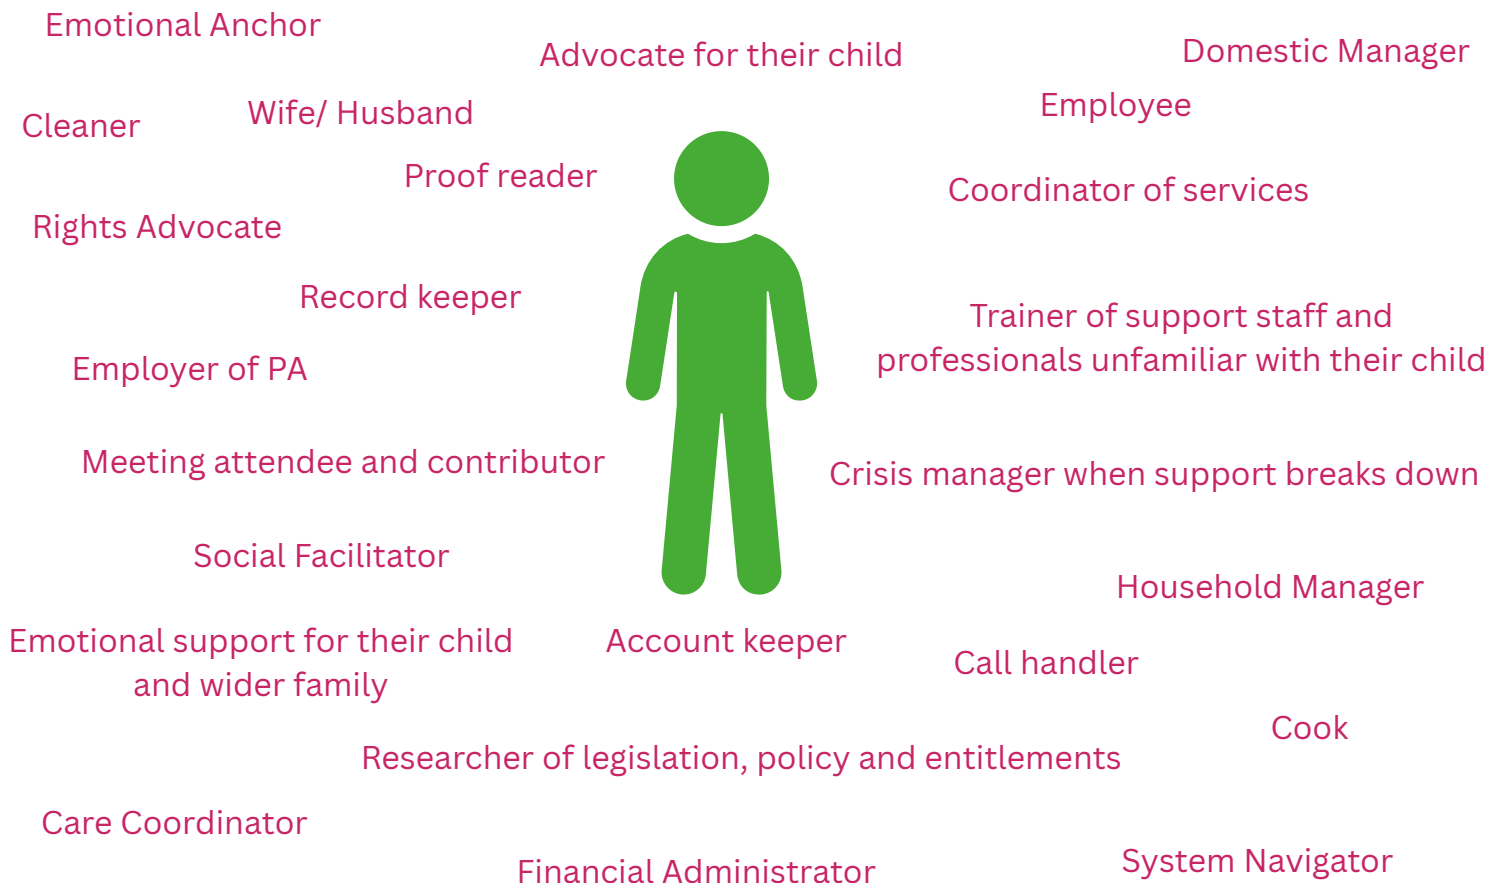 Emotional Anchor
Advocate for their child
Domestic Manager
Cleaner
Wife/ Husband
Employee
Proof reader
Coordinator of services
Rights Advocate
Record keeper
Trainer of support staff and
professionals unfamiliar with their child
Employer of PA
Meeting attendee and contributor
Crisis manager when support breaks down
Social Facilitator
Household Manager
Emotional support for their child
and wider family
Account keeper
Call handler
Cook
Researcher of legislation, policy and entitlements
Care Coordinator
Financial Administrator
System Navigator